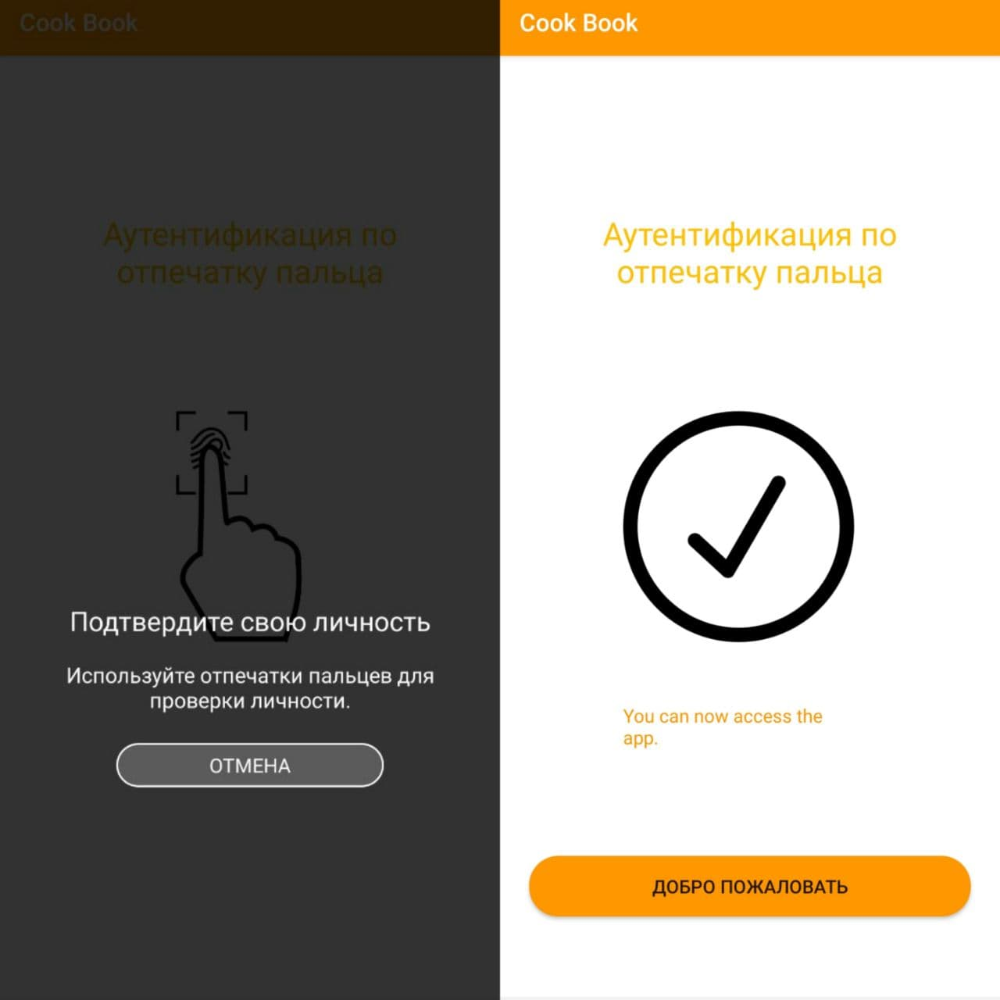 Cook Book
Аутентификация по
отпечатку пальца
Подтвердите свою личность
Используйте отпечатки пальцев для
проверки личности.
ОТМЕНА
Cook Book
Аутентификация по
отпечатку пальца
You can now access the
app.
ДОБРО ПОЖАЛОВАТЬ